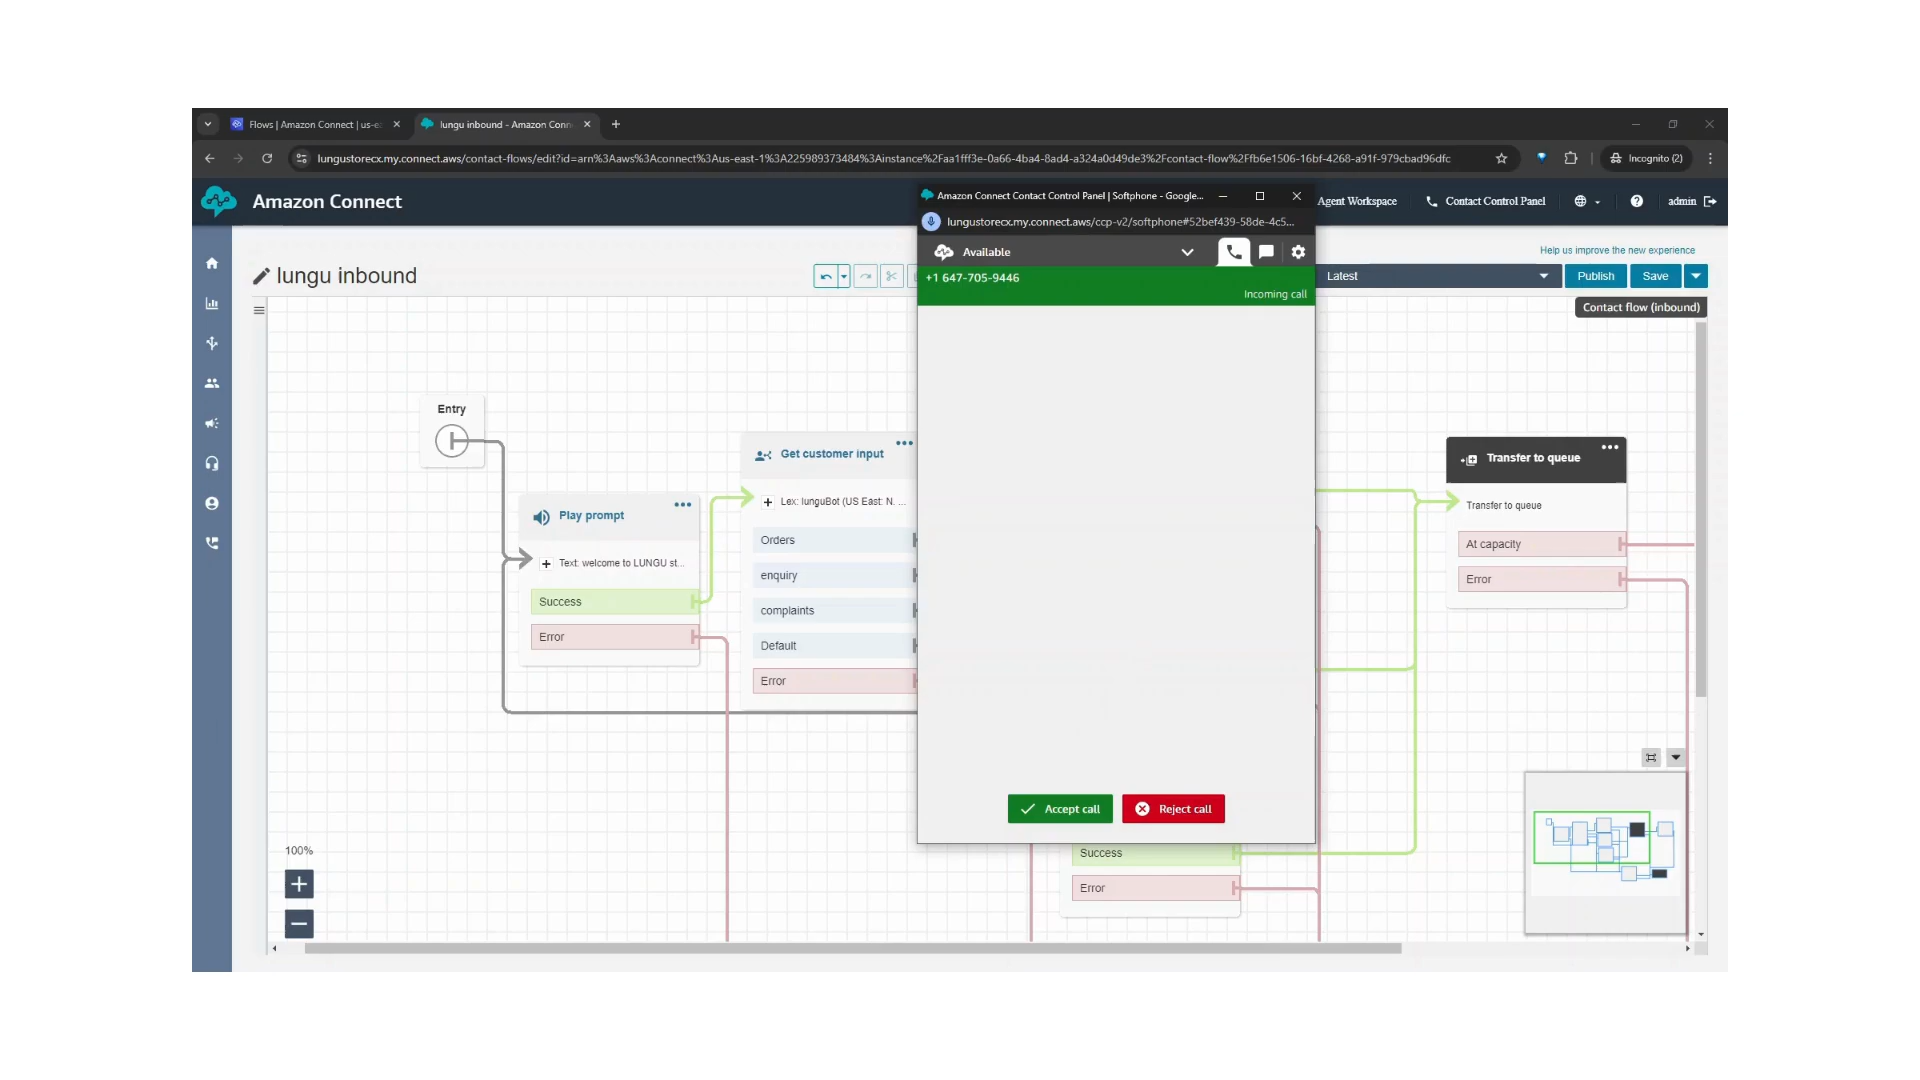 Flows | Amazon Connect | us-ea
lungu inbound - Amazon Conn
lungustorecx.my.connect.aws/contact-flows/edit?id=arn%3Aaws%3Aconnect%3Aus-east-1%3A225989373484%3Ainstance%2Faa1fff3e-0a66-4ba4-8ad4-a324a0d49de3%2Fcontact-flow%2Ffb6e1506-16bf-4268-a91f-979cbad96dfc
Incognito (2)
Amazon Connect
Amazon Connect Contact Control Panel | Softphone - Google...
Agent Workspace
Contact Control Panel
admin
lungustorecx.my.connect.aws/ccp-v2/softphone#52bef439-58de-4c5...
Help us improve the new experience
Available
lungu inbound
+1 647-705-9446
Incoming call
Latest
Publish
Save
Contact flow (inbound)
Entry
Get customer input
Lex: lunguBot (US East: N. ...
Orders
enquiry
complaints
Default
Error
Play prompt
Text: welcome to LUNGU st...
Success
Error
Transfer to queue
Transfer to queue
At capacity
Error
Accept call
Reject call
Success
Error
100%